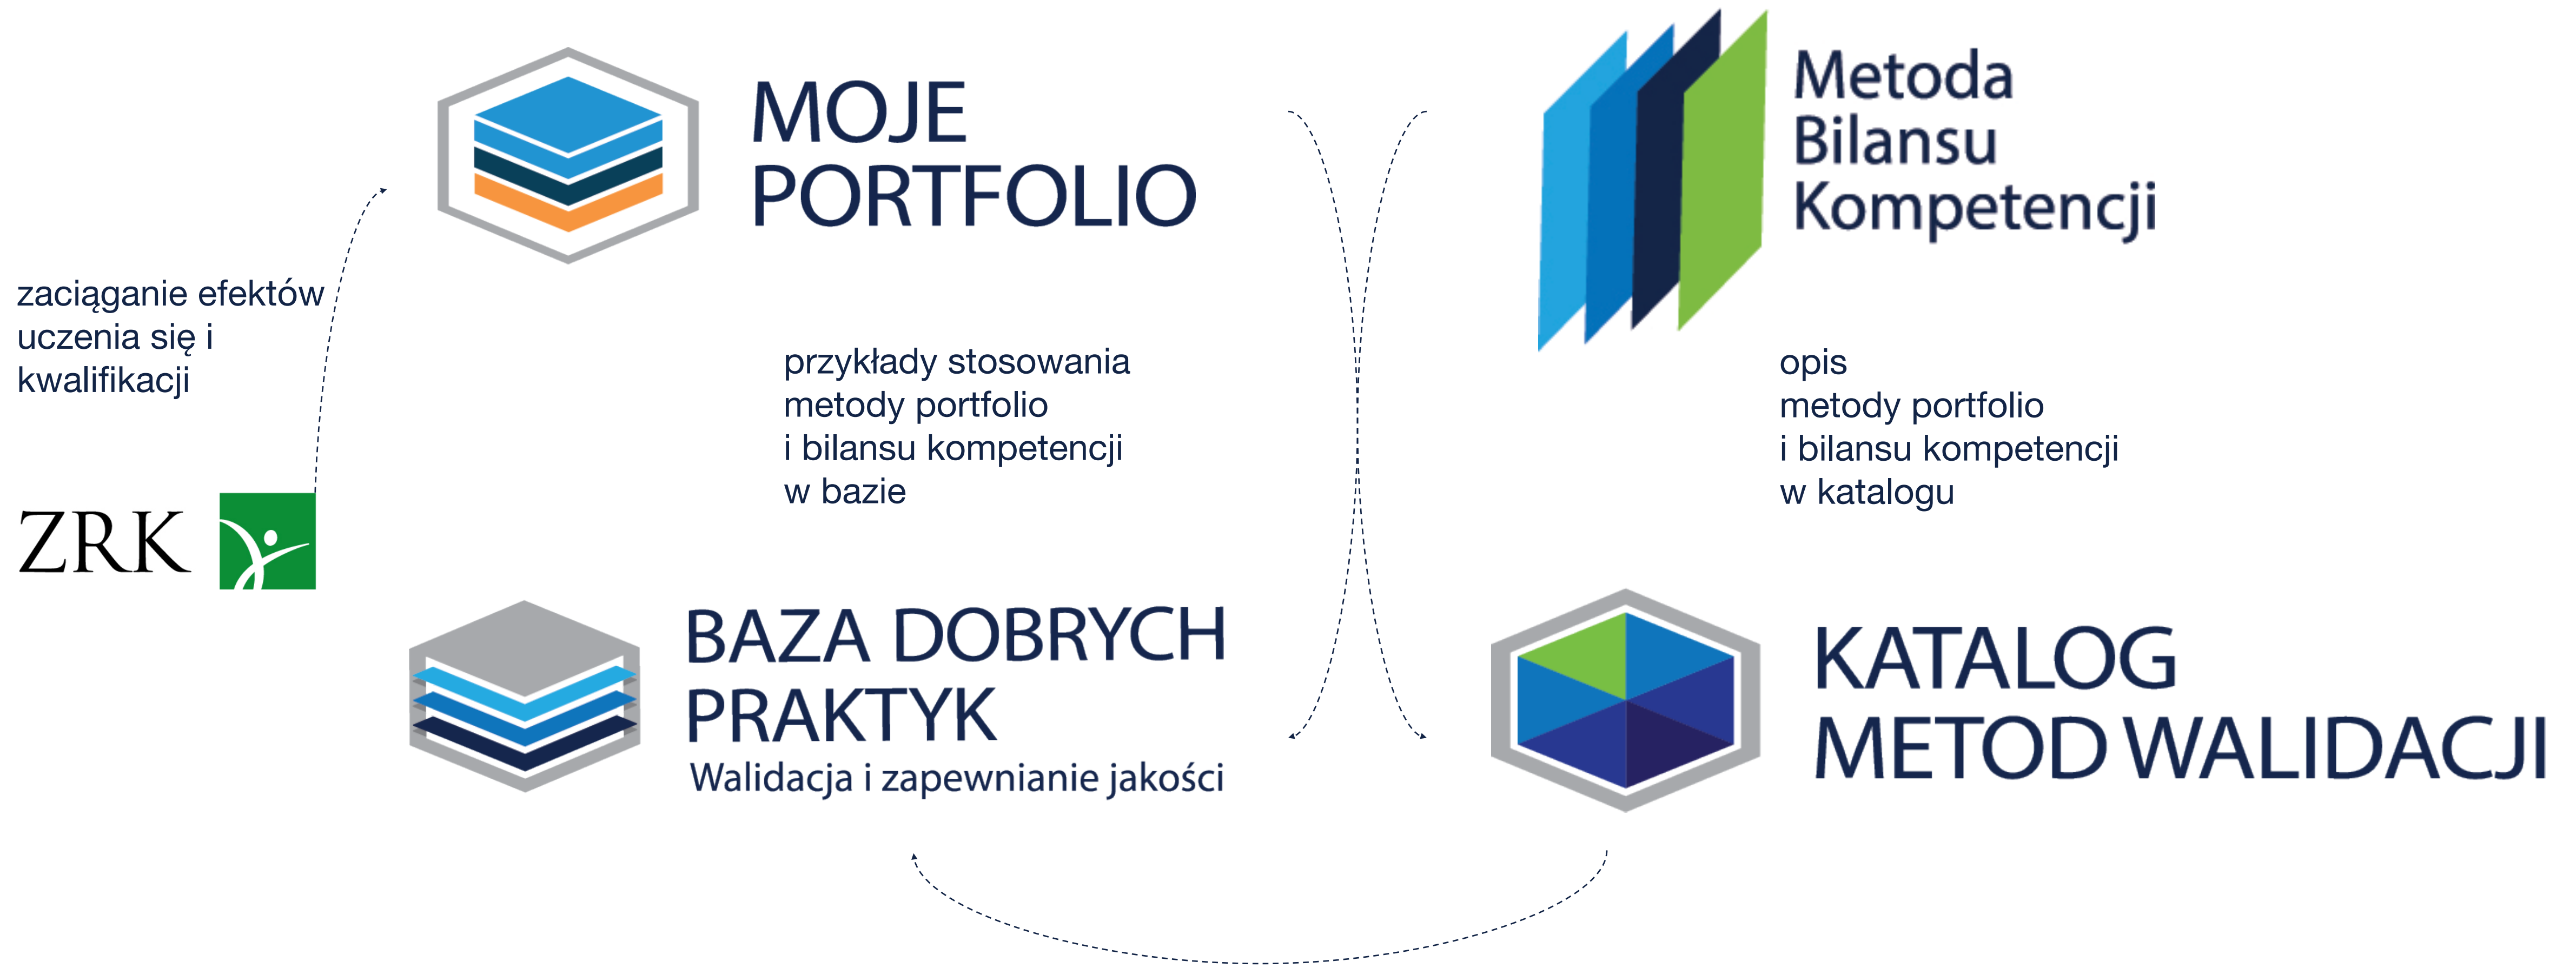 MOJE
PORTFOLIO
Metoda
Bilansu
Kompetencji
zaciąganie efektów
uczenia się i
kwalifikacji
przykłady stosowania
metody portfolio
i bilansu kompetencji
w bazie
opis
metody portfolio
i bilansu kompetencji
w katalogu
ZRK
BAZA DOBRYCH
PRAKTYK
Walidacja i zapewnianie jakości
KATALOG
METOD WALIDACJI